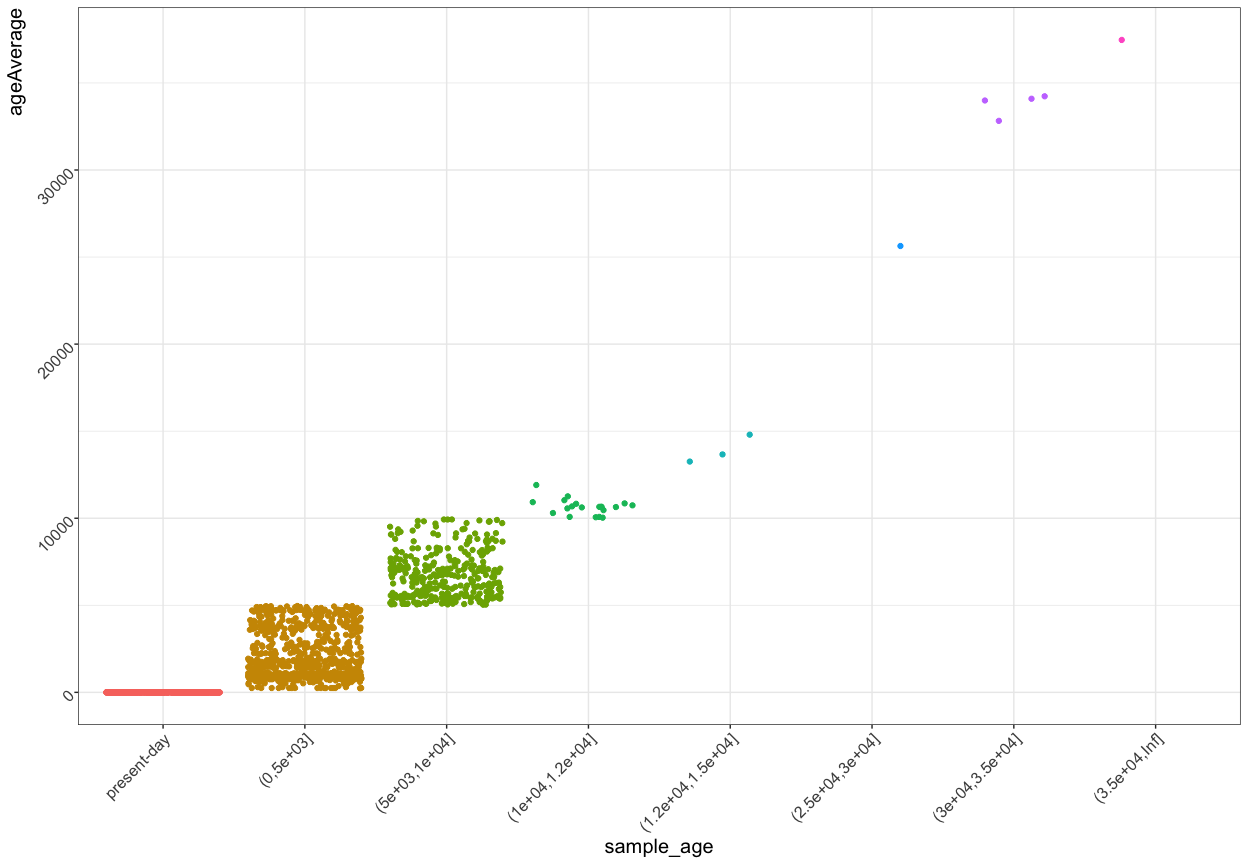 ageAverage
30000
20000
10000
0
present-day
(0,5e+03]
(5e+03,1e+04]
(1e+04,1.2e+04]
(1.2e+04,1.5e+04]
(2.5e+04,3e+04]
(3e+04,3.5e+04]
(3.5e+04,Inf]
sample_age